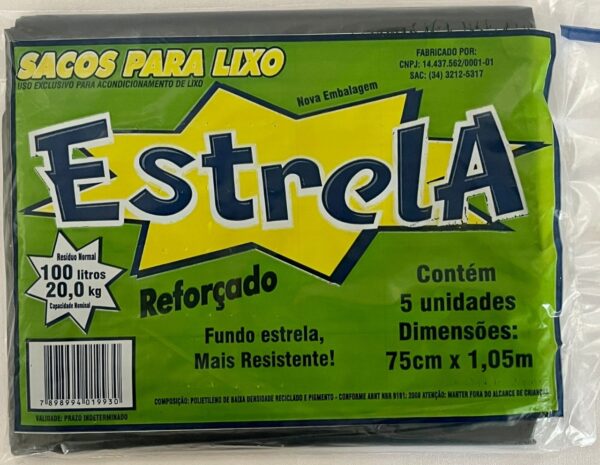 SACOS PARA LIXO
USO EXCLUSIVO PARA ACONDICIONAMENTO DE LIXO
FABRICADO POR:
CNPJ: 14.437.562/0001-01
SAC: (34) 3212-5317
Nova Embalagem
EstrelA
Resíduo Normal
100 litros
20,0 kg
Capacidade Nominal
Reforçado
Fundo estrela,
Mais Resistente!
Contém
5 unidades
Dimensões:
75cm x 1,05m
7 898994 019930
COMPOSIÇÃO: POLIETILENO DE BAIXA DENSIDADE RECICLADO E PIGMENTO - CONFORME ABNT NBR 9191: 2008 ATENÇÃO: MANTER FORA DO ALCANCE DE CRIANÇAS
VALIDADE: PRAZO INDETERMINADO